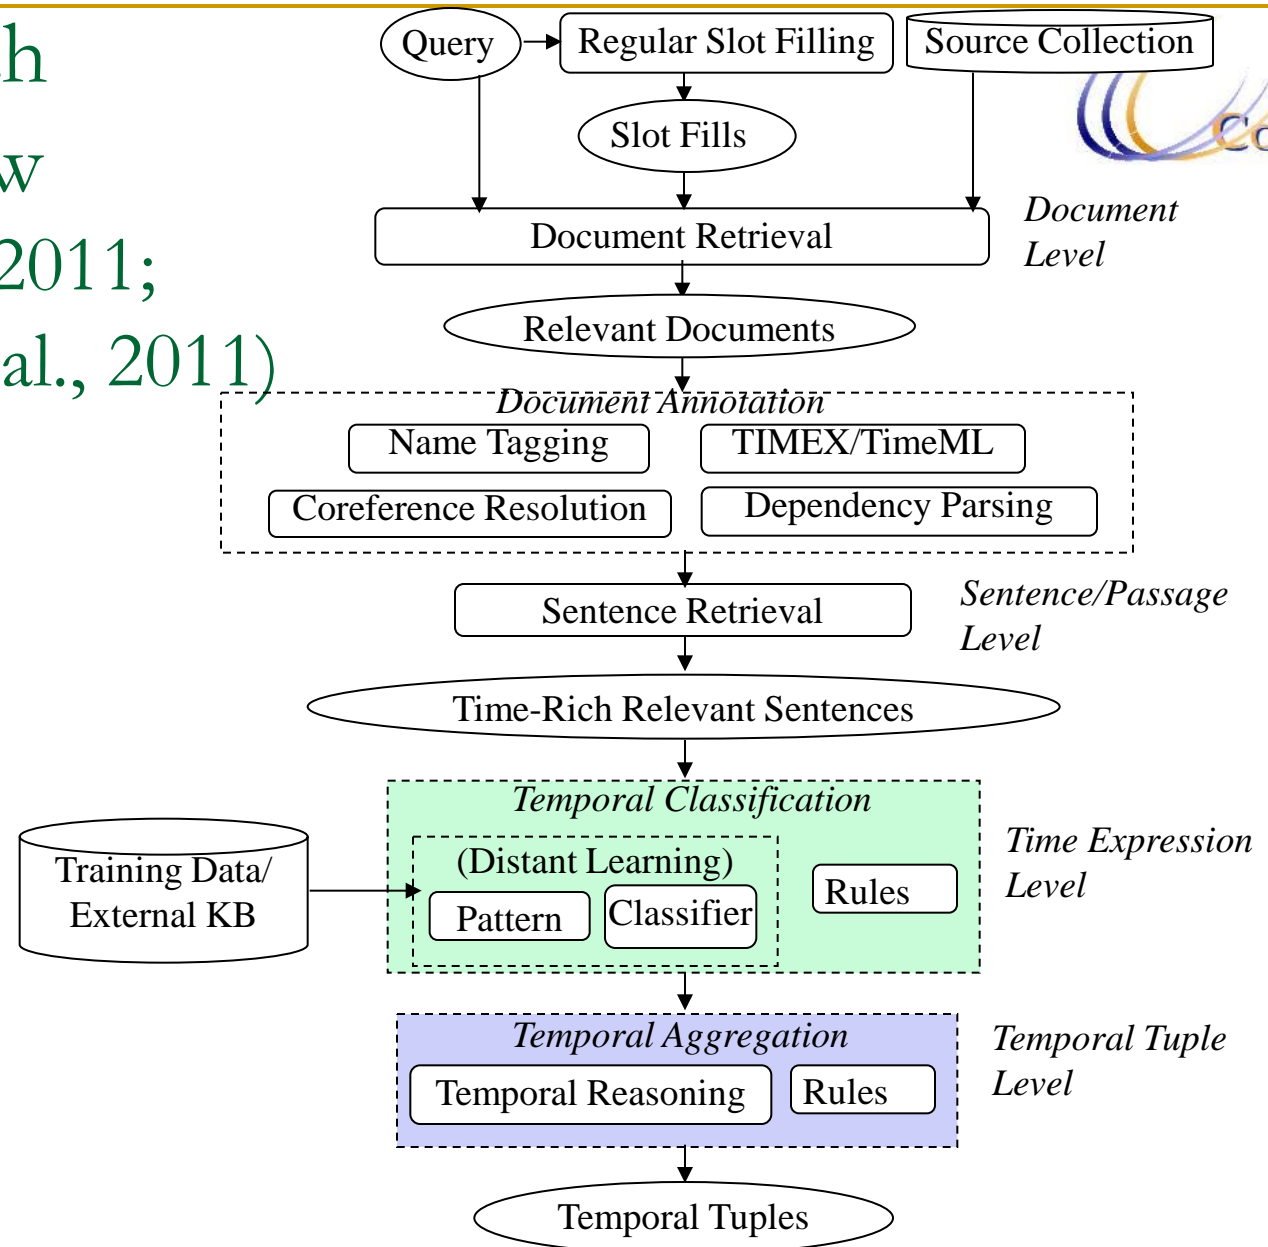 w
2011;
al., 2011)
Query
Regular Slot Filling
Source Collection
Slot Fills
Document Retrieval
Document
Level
Relevant Documents
Document Annotation
Name Tagging
TIMEX/TimeML
Coreference Resolution
Dependency Parsing
Sentence Retrieval
Sentence/Passage
Level
Time-Rich Relevant Sentences
Temporal Classification
(Distant Learning)
Pattern
Classifier
Rules
Time Expression
Level
Training Data/
External KB
Temporal Aggregation
Temporal Reasoning
Rules
Temporal Tuple
Level
Temporal Tuples